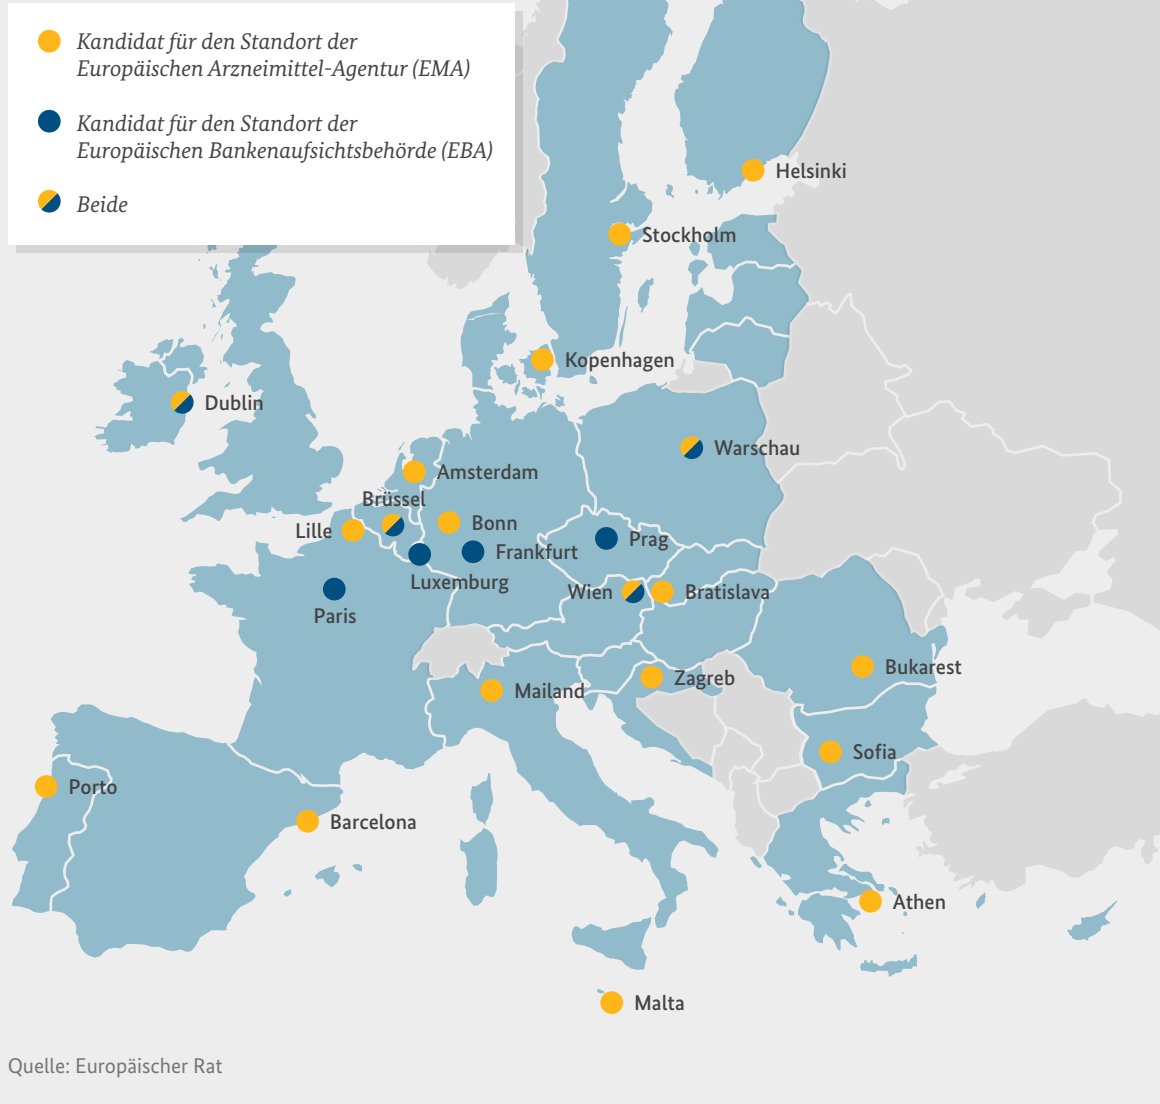 Kandidat für den Standort der
Europäischen Arzneimittel-Agentur (EMA)
Kandidat für den Standort der
Europäischen Bankenaufsichtsbehörde (EBA)
Beide
Helsinki
Stockholm
Kopenhagen
Dublin
Warschau
Amsterdam
Brüssel
Bonn
Lille
Prag
Frankfurt
Luxemburg
Wien
Bratislava
Paris
Bukarest
Zagreb
Mailand
Sofia
Porto
Barcelona
Athen
Malta
Quelle: Europäischer Rat